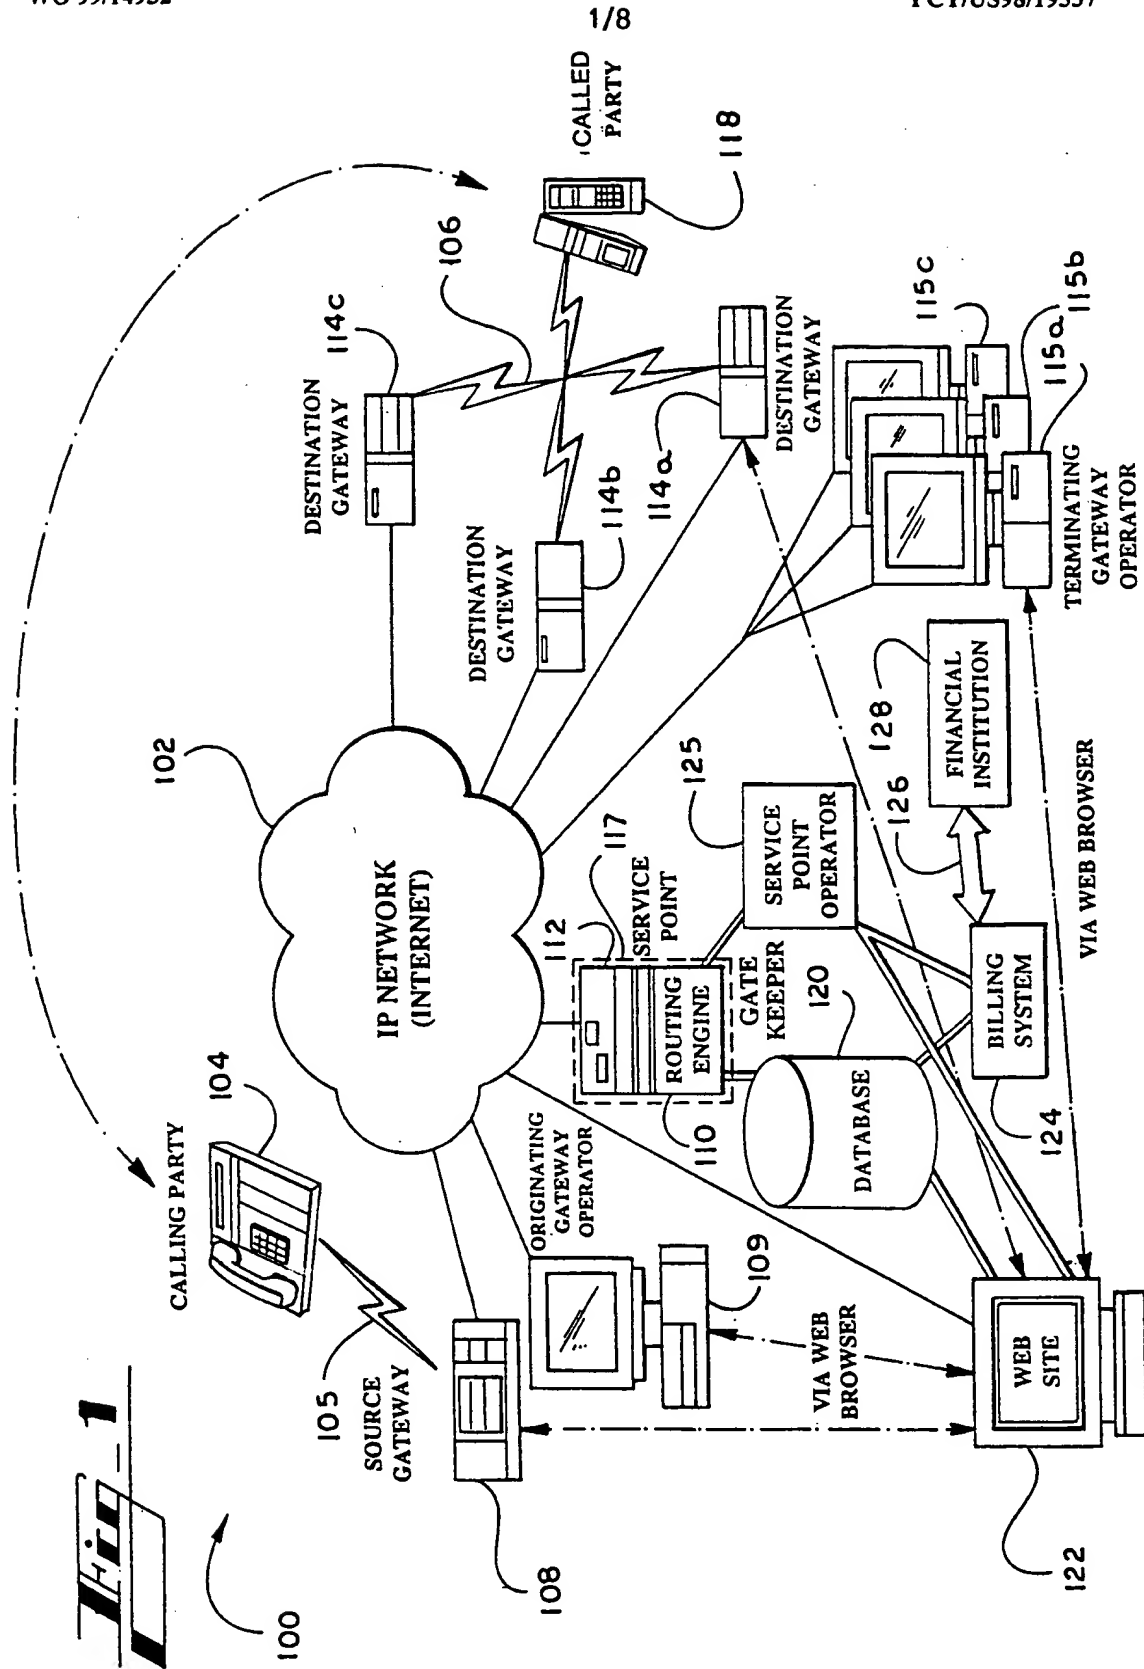 1/8
Fig_1
100
CALLING PARTY
104
105
SOURCE
GATEWAY
108
102
IP NETWORK
(INTERNET)
DESTINATION
GATEWAY
114c
106
CALLED
PARTY
118
DESTINATION
GATEWAY
114b
114a
DESTINATION
GATEWAY
115c
115b
115a
TERMINATING
GATEWAY
OPERATOR
ORIGINATING
GATEWAY
OPERATOR
109
112
117
SERVICE
POINT
ROUTING
ENGINE
110
GATE
KEEPER
125
SERVICE
POINT
OPERATOR
120
DATABASE
128
FINANCIAL
INSTITUTION
126
BILLING
SYSTEM
124
VIA WEB
BROWSER
VIA WEB BROWSER
WEB
SITE
122